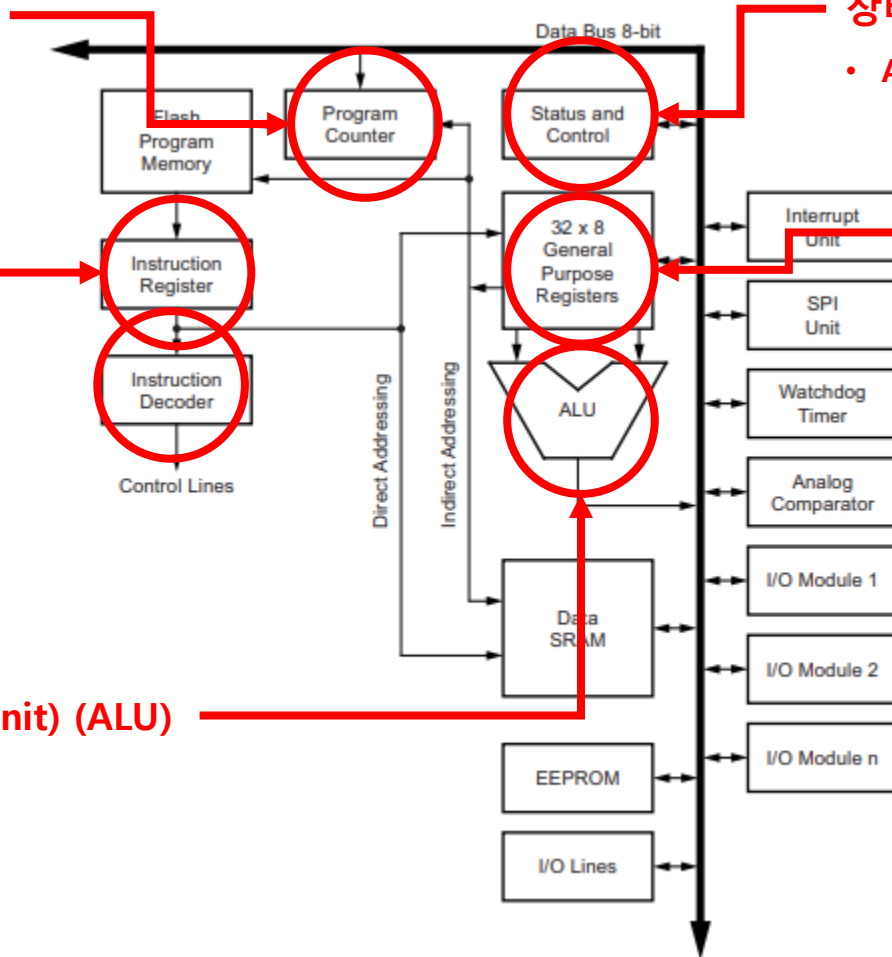 Data Bus 8-bit
• A
Flash
Program
Memory
Program
Counter
Status and
Control
32 x 8
General
Purpose
Registers
Interrupt
Unit
Instruction
Register
SPI
Unit
Instruction
Decoder
ALU
Watchdog
Timer
Control Lines
Direct Addressing
Indirect Addressing
Analog
Comparator
I/O Module 1
Data
SRAM
I/O Module 2
nit) (ALU)
I/O Module n
EEPROM
I/O Lines